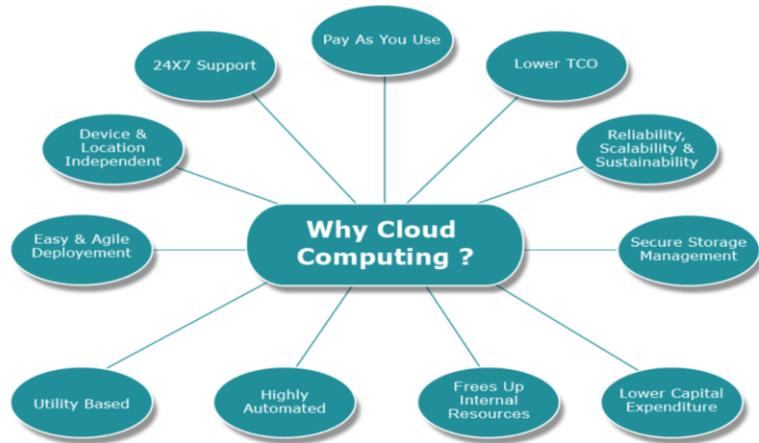 Pay As You Use
24X7 Support
Lower TCO
Device &
Location
Independent
Reliability,
Scalability &
Sustainability
Why Cloud
Computing ?
Easy & Agile
Deployement
Secure Storage
Management
Utility Based
Highly
Automated
Frees Up
Internal
Resources
Lower Capital
Expenditure